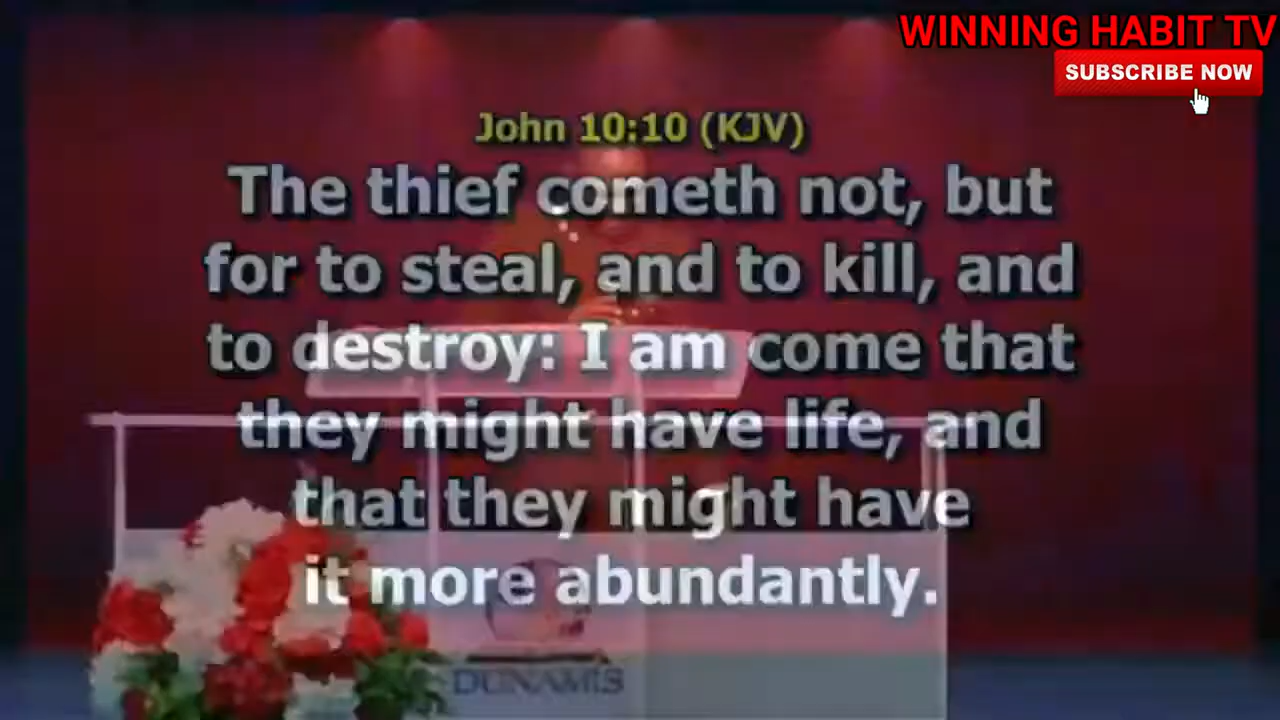 WINNING HABIT TV
SUBSCRIBE NOW
John 10:10 (KJV)
The thief cometh not, but
for to steal, and to kill, and
to destroy: I am come that
they might have life, and
that they might have
it more abundantly.
DUNAMIS